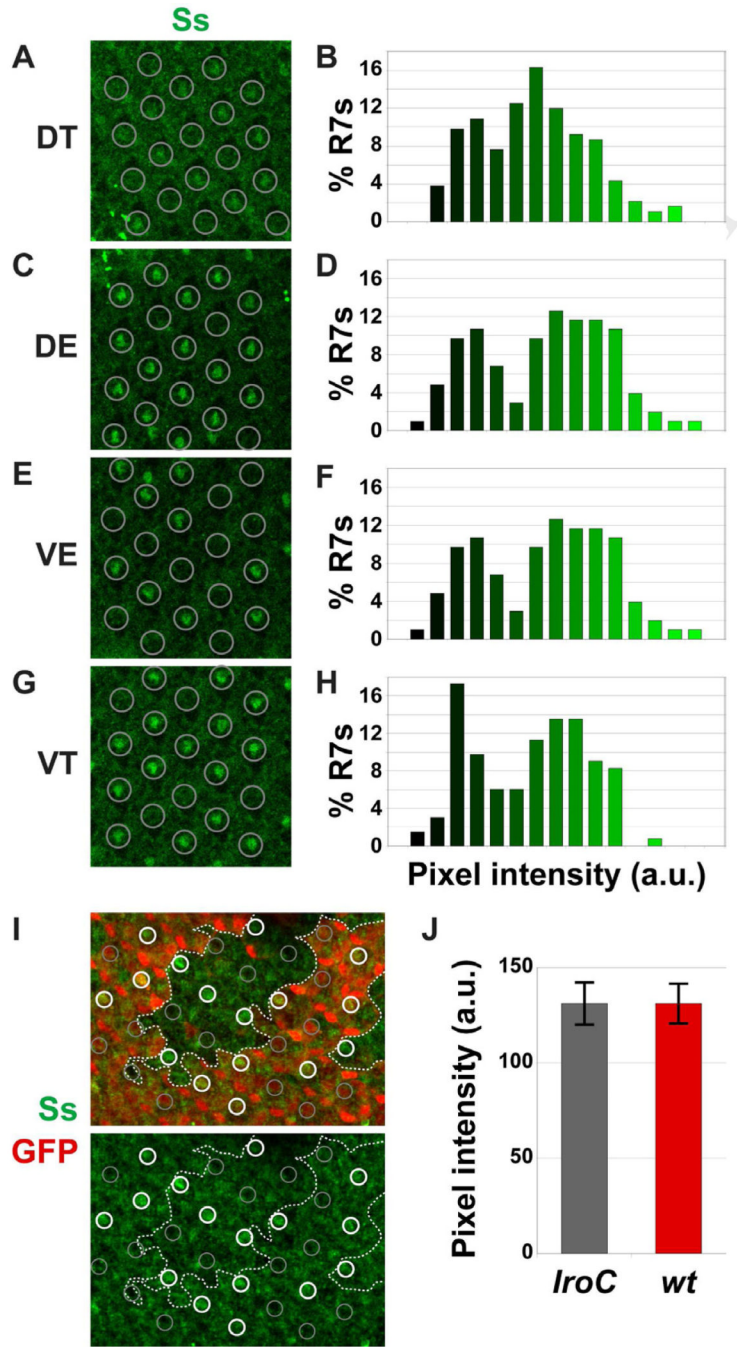 Ss
A
DT
B
% R7s
16
12
8
4
0
C
DE
D
% R7s
16
12
8
4
0
E
VE
F
% R7s
16
12
8
4
0
G
VT
H
% R7s
16
12
8
4
0
Pixel intensity (a.u.)
I
Ss
GFP
J
Pixel intensity (a.u.)
150
100
50
0
IroC
wt